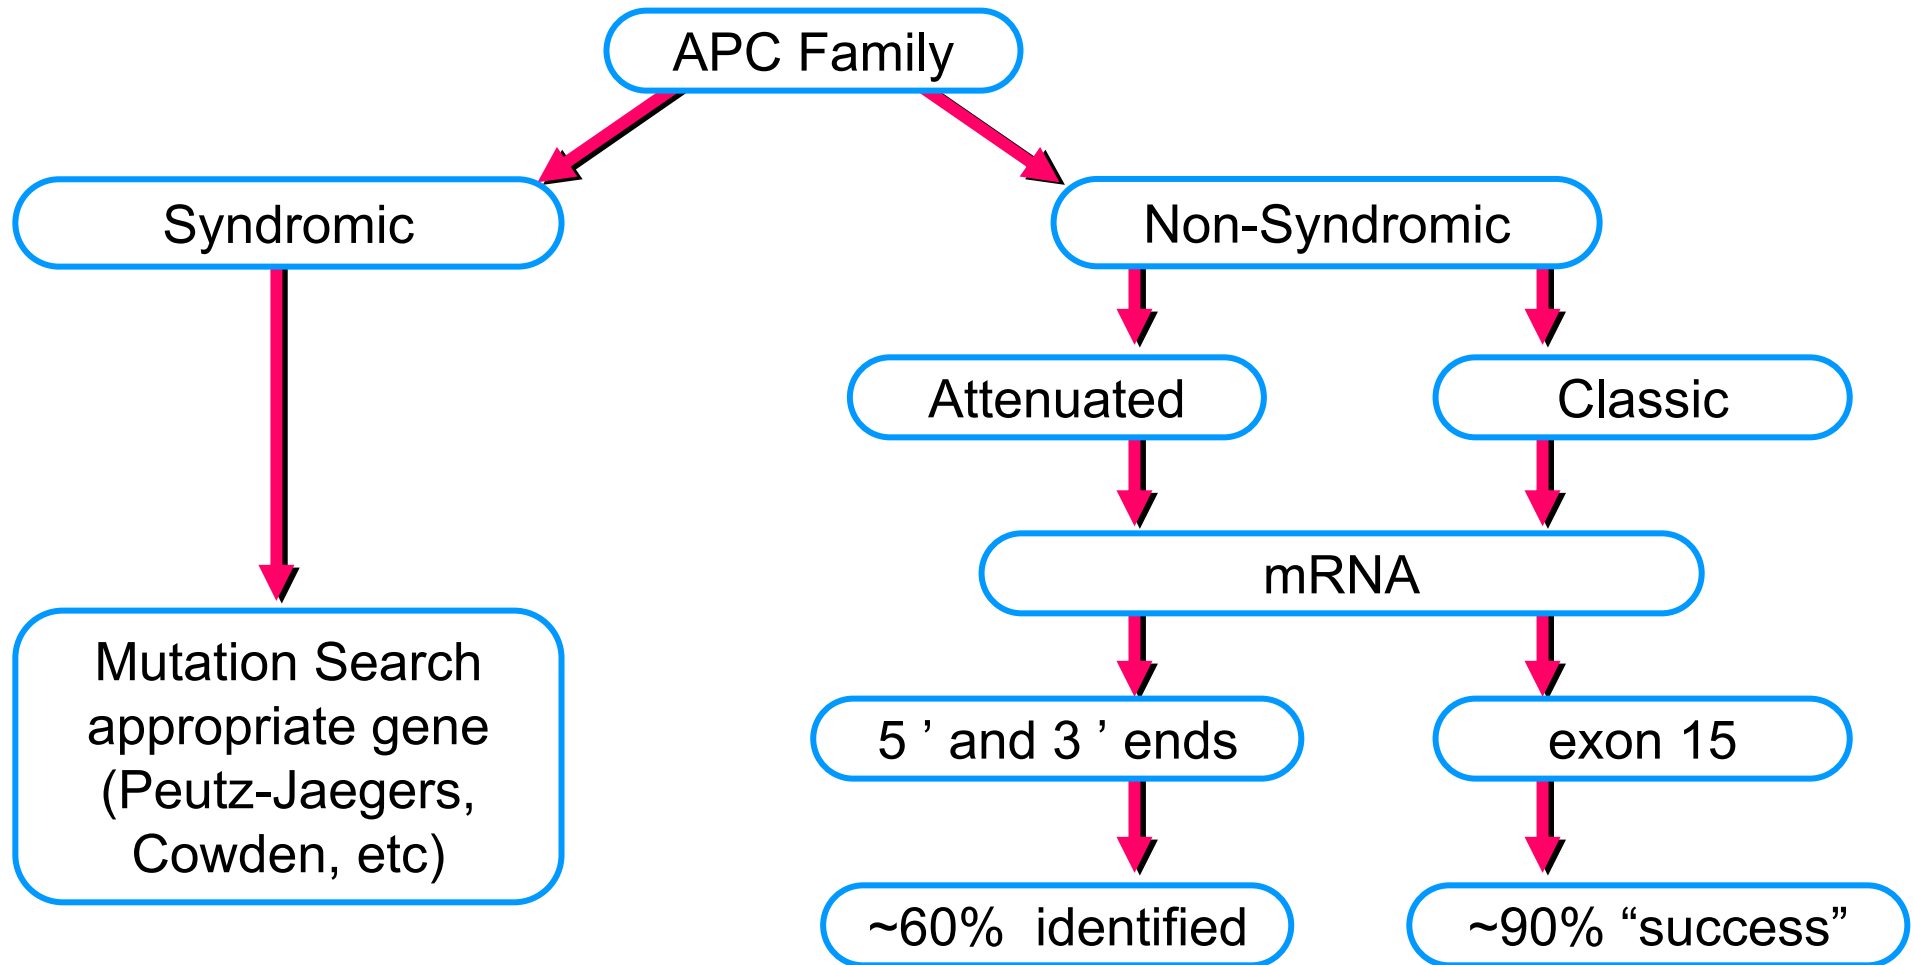 APC Family
Syndromic
Non-Syndromic
Attenuated
Classic
mRNA
Mutation Search
appropriate gene
(Peutz-Jaegers,
Cowden, etc)
5 ’ and 3 ’ ends
exon 15
~60%  identified
~90% “success”